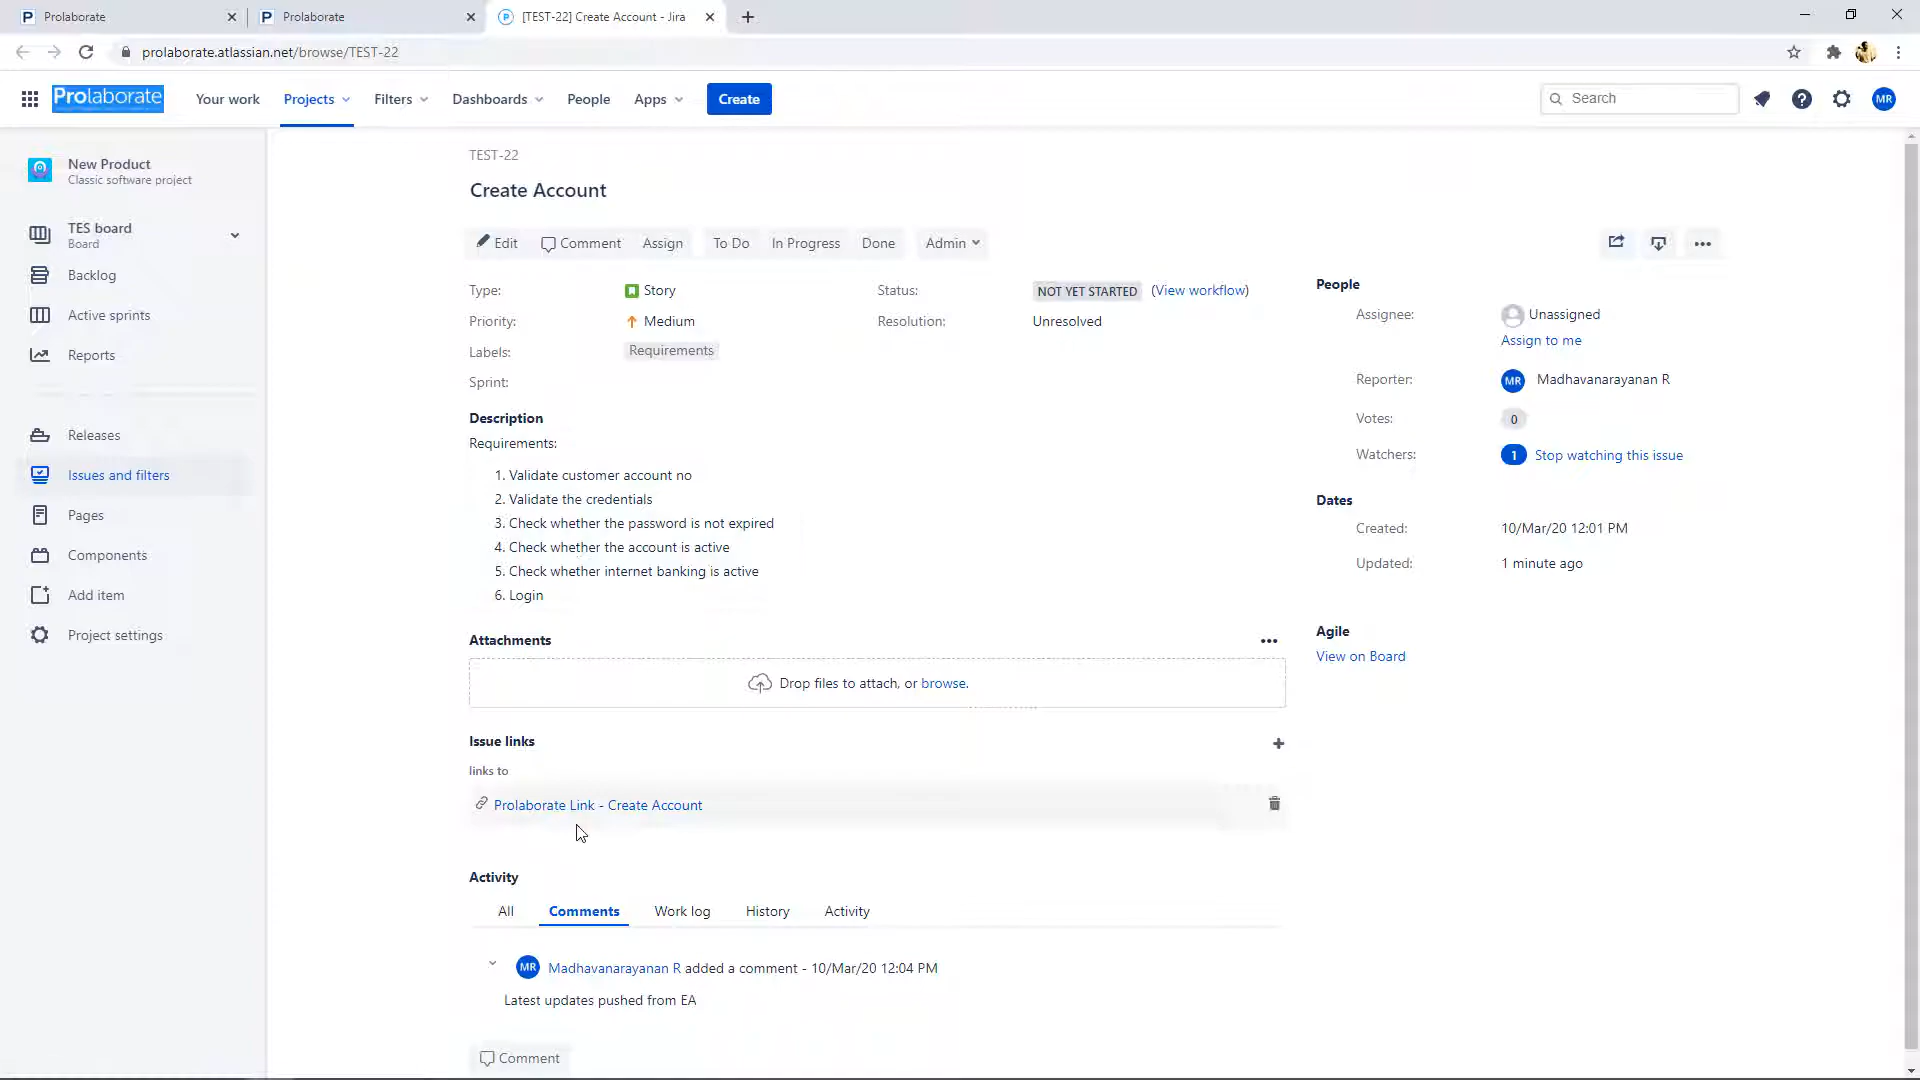 Prolaborate
Prolaborate
[TEST-22] Create Account - Jira
prolaborate.atlassian.net/browse/TEST-22
Prolaborate
Your work
Projects
Filters
Dashboards
People
Apps
Create
Search
MR
New Product
Classic software project
TES board
Board
Backlog
Active sprints
Reports
Releases
Issues and filters
Pages
Components
Add item
Project settings
TEST-22
Create Account
Edit
Comment
Assign
To Do
In Progress
Done
Admin
Type:
Story
Status:
NOT YET STARTED
(View workflow)
Priority:
Medium
Resolution:
Unresolved
Labels:
Requirements
Sprint:
Description
Requirements:
1. Validate customer account no
2. Validate the credentials
3. Check whether the password is not expired
4. Check whether the account is active
5. Check whether internet banking is active
6. Login
Attachments
Drop files to attach, or browse.
Issue links
links to
Prolaborate Link - Create Account
Activity
All
Comments
Work log
History
Activity
MR
Madhavanarayanan R added a comment - 10/Mar/20 12:04 PM
Latest updates pushed from EA
Comment
People
Assignee:
Unassigned
Assign to me
Reporter:
MR
Madhavanarayanan R
Votes:
0
Watchers:
1
Stop watching this issue
Dates
Created:
10/Mar/20 12:01 PM
Updated:
1 minute ago
Agile
View on Board